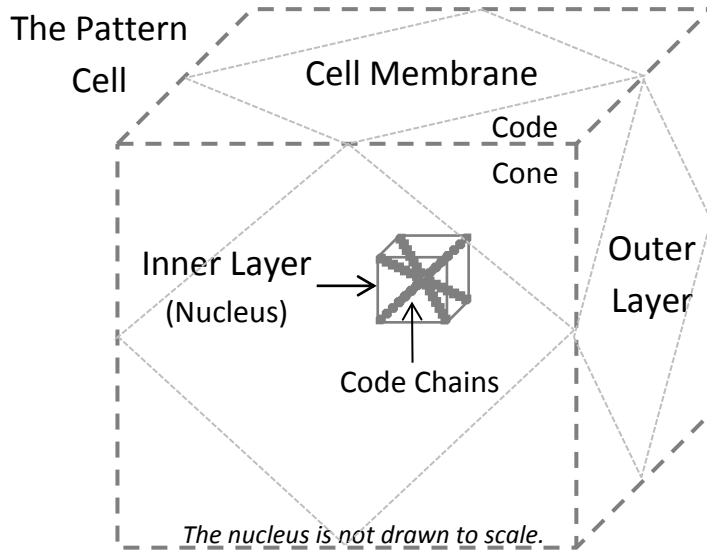 The Pattern
Cell
Cell Membrane
Code
Cone
Inner Layer
(Nucleus)
Outer
Layer
Code Chains
The nucleus is not drawn to scale.